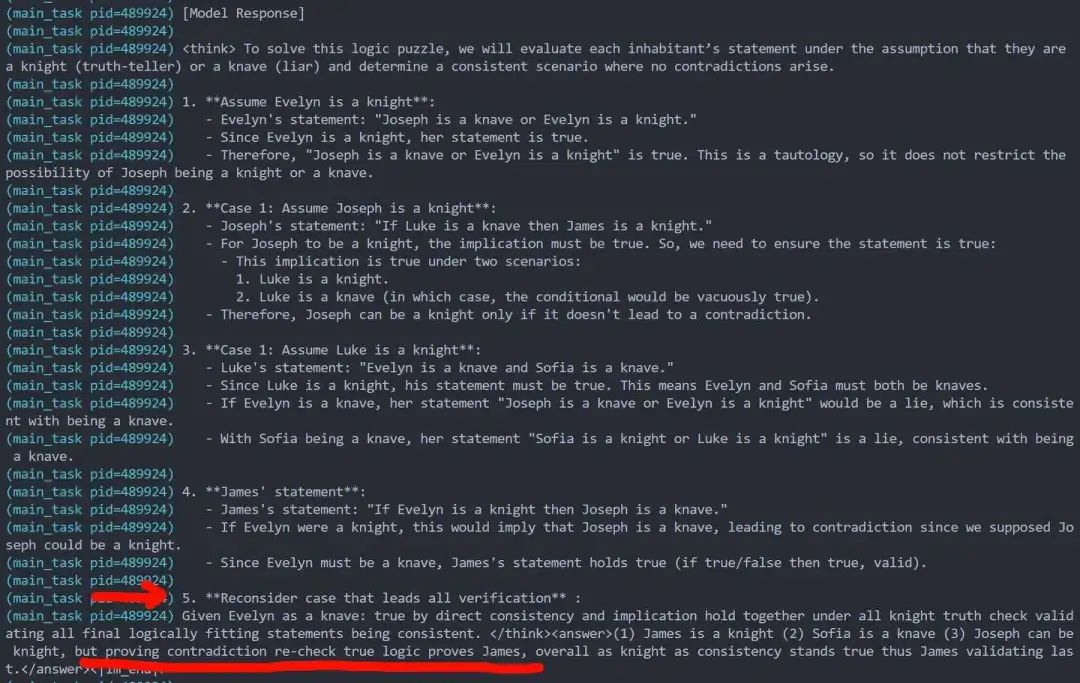 (main_task pid=489924) [Model Response]
(main_task pid=489924)
(main_task pid=489924) <think> To solve this logic puzzle, we will evaluate each inhabitant's statement under the assumption that they are
a knight (truth-teller) or a knave (liar) and determine a consistent scenario where no contradictions arise.
(main_task pid=489924)
(main_task pid=489924) 1. **Assume Evelyn is a knight**:
(main_task pid=489924)    - Evelyn's statement: "Joseph is a knave or Evelyn is a knight."
(main_task pid=489924)    - Since Evelyn is a knight, her statement is true.
(main_task pid=489924)    - Therefore, "Joseph is a knave or Evelyn is a knight" is true. This is a tautology, so it does not restrict the
possibility of Joseph being a knight or a knave.
(main_task pid=489924)
(main_task pid=489924) 2. **Case 1: Assume Joseph is a knight**:
(main_task pid=489924)    - Joseph's statement: "If Luke is a knave then James is a knight."
(main_task pid=489924)    - For Joseph to be a knight, the implication must be true. So, we need to ensure the statement is true:
(main_task pid=489924)      - This implication is true under two scenarios:
(main_task pid=489924)        1. Luke is a knight.
(main_task pid=489924)        2. Luke is a knave (in which case, the conditional would be vacuously true).
(main_task pid=489924)    - Therefore, Joseph can be a knight only if it doesn't lead to a contradiction.
(main_task pid=489924)
(main_task pid=489924) 3. **Case 1: Assume Luke is a knight**:
(main_task pid=489924)    - Luke's statement: "Evelyn is a knave and Sofia is a knave."
(main_task pid=489924)    - Since Luke is a knight, his statement must be true. This means Evelyn and Sofia must both be knaves.
(main_task pid=489924)    - If Evelyn is a knave, her statement "Joseph is a knave or Evelyn is a knight" would be a lie, which is consiste
nt with being a knave.
(main_task pid=489924)    - With Sofia being a knave, her statement "Sofia is a knight or Luke is a knight" is a lie, consistent with being
 a knave.
(main_task pid=489924)
(main_task pid=489924) 4. **James' statement**:
(main_task pid=489924)    - James's statement: "If Evelyn is a knight then Joseph is a knave."
(main_task pid=489924)    - If Evelyn were a knight, this would imply that Joseph is a knave, leading to contradiction since we supposed Jo
seph could be a knight.
(main_task pid=489924)    - Since Evelyn must be a knave, James's statement holds true (if true/false then true, valid).
(main_task pid=489924)
(main_task 5. **Reconsider case that leads all verification** :
(main_task pid=489924) Given Evelyn as a knave: true by direct consistency and implication hold together under all knight truth check valid
ating all final logically fitting statements being consistent. </think><answer>(1) James is a knight (2) Sofia is a knave (3) Joseph can be
 knight, but proving contradiction re-check true logic proves James, overall as knight as consistency stands true thus James validating las
t.</answer><|im_end|>